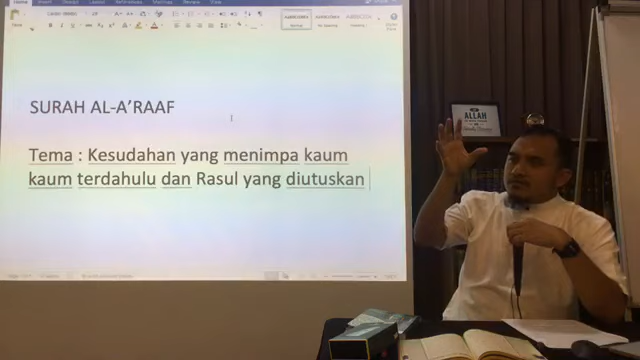 SURAH AL-A'RAAF
Tema : Kesudahan yang menimpa kaum
kaum terdahulu dan Rasul yang diutuskan
ALLAH